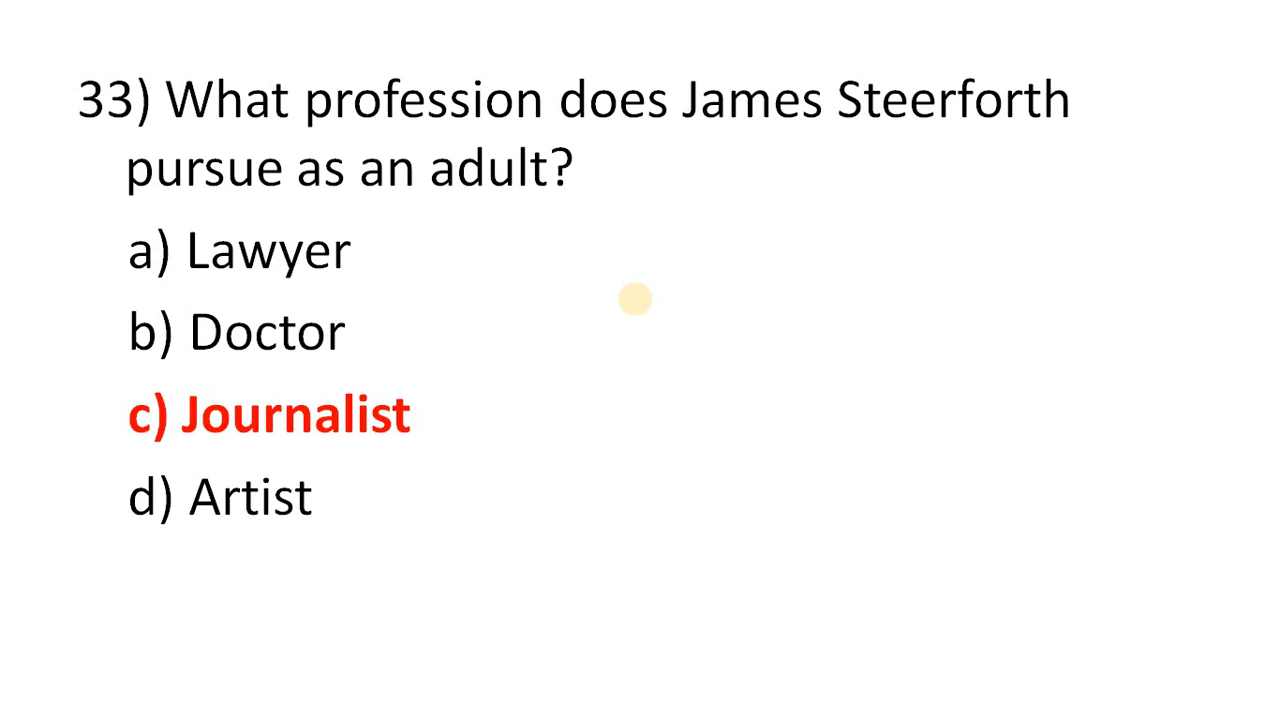 33) What profession does James Steerforth
pursue as an adult?
a) Lawyer
b) Doctor
c) Journalist
d) Artist